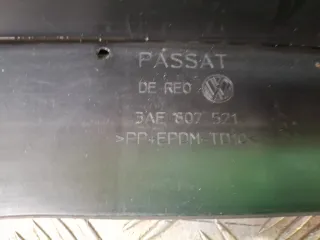 PASSAT
DE REO
3AE 807 521
>PP+EPDM-TD10<